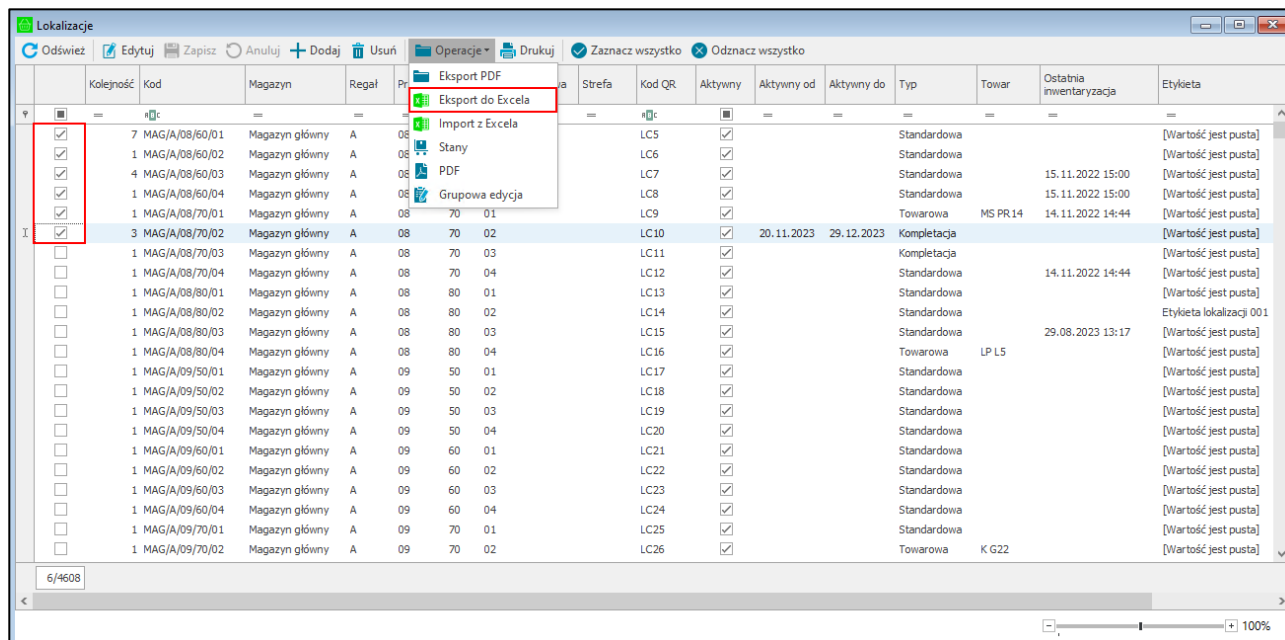 Lokalizacje
Odśwież Edytuj Zapisz Anuluj Dodaj Usuń Operacje Drukuj Zaznacz wszystko Odznacz wszystko
Kolejność Kod Magazyn Regał Strefa Kod QR Aktywny Aktywny od Aktywny do Typ Towar Ostatnia inwentaryzacja Etykieta
Eksport PDF
Eksport do Excela
Import z Excela
Stany
PDF
Grupowa edycja
7 MAG/A/08/60/01 Magazyn główny A 08 LC5 Standardowa [Wartość jest pusta]
1 MAG/A/08/60/02 Magazyn główny A 08 LC6 Standardowa [Wartość jest pusta]
4 MAG/A/08/60/03 Magazyn główny A 08 LC7 Standardowa 15.11.2022 15:00 [Wartość jest pusta]
1 MAG/A/08/60/04 Magazyn główny A 08 LC8 Standardowa 15.11.2022 15:00 [Wartość jest pusta]
1 MAG/A/08/70/01 Magazyn główny A 08 70 01 LC9 Towarowa MS PR14 14.11.2022 14:44 [Wartość jest pusta]
3 MAG/A/08/70/02 Magazyn główny A 08 70 02 LC10 20.11.2023 29.12.2023 Kompletacja [Wartość jest pusta]
1 MAG/A/08/70/03 Magazyn główny A 08 70 03 LC11 Kompletacja [Wartość jest pusta]
1 MAG/A/08/70/04 Magazyn główny A 08 70 04 LC12 Standardowa 14.11.2022 14:44 [Wartość jest pusta]
1 MAG/A/08/80/01 Magazyn główny A 08 80 01 LC13 Standardowa [Wartość jest pusta]
1 MAG/A/08/80/02 Magazyn główny A 08 80 02 LC14 Standardowa Etykieta lokalizacji 001
1 MAG/A/08/80/03 Magazyn główny A 08 80 03 LC15 Standardowa 29.08.2023 13:17 [Wartość jest pusta]
1 MAG/A/08/80/04 Magazyn główny A 08 80 04 LC16 Towarowa LP L5 [Wartość jest pusta]
1 MAG/A/09/50/01 Magazyn główny A 09 50 01 LC17 Standardowa [Wartość jest pusta]
1 MAG/A/09/50/02 Magazyn główny A 09 50 02 LC18 Standardowa [Wartość jest pusta]
1 MAG/A/09/50/03 Magazyn główny A 09 50 03 LC19 Standardowa [Wartość jest pusta]
1 MAG/A/09/50/04 Magazyn główny A 09 50 04 LC20 Standardowa [Wartość jest pusta]
1 MAG/A/09/60/01 Magazyn główny A 09 60 01 LC21 Standardowa [Wartość jest pusta]
1 MAG/A/09/60/02 Magazyn główny A 09 60 02 LC22 Standardowa [Wartość jest pusta]
1 MAG/A/09/60/03 Magazyn główny A 09 60 03 LC23 Standardowa [Wartość jest pusta]
1 MAG/A/09/60/04 Magazyn główny A 09 60 04 LC24 Standardowa [Wartość jest pusta]
1 MAG/A/09/70/01 Magazyn główny A 09 70 01 LC25 Standardowa [Wartość jest pusta]
1 MAG/A/09/70/02 Magazyn główny A 09 70 02 LC26 Towarowa K G22 [Wartość jest pusta]
6/4608
100%